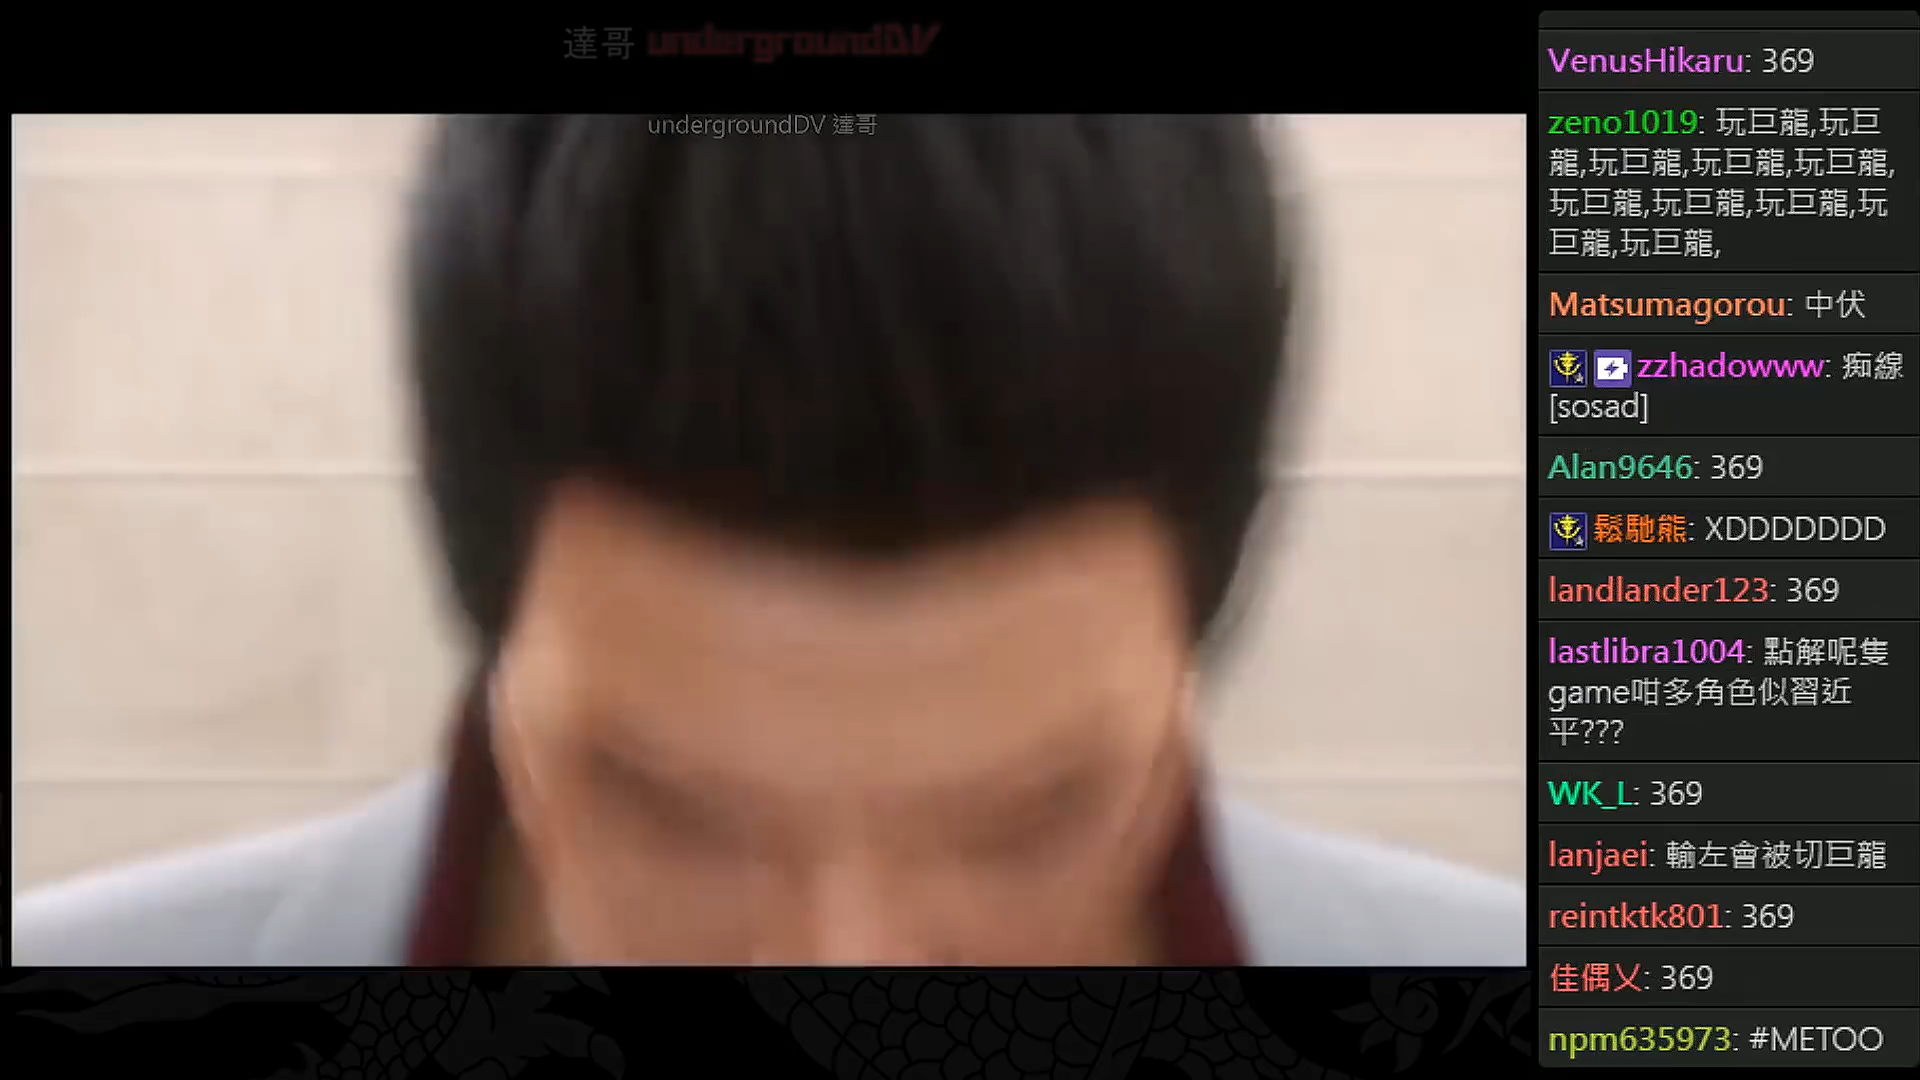 達哥 undergroundDV
undergroundDV 達哥
VenusHikaru: 369
zeno1019: 玩巨龍,玩巨
龍,玩巨龍,玩巨龍,玩巨龍,
玩巨龍,玩巨龍,玩巨龍,玩
巨龍,玩巨龍,
Matsumagorou: 中伏
zzhadowww: 痴線
[sosad]
Alan9646: 369
鬆馳熊: XDDDDDDD
landlander123: 369
lastlibra1004: 點解呢隻
game咁多角色似習近
平???
WK_L: 369
lanjaei: 輸左會被切巨龍
reintktk801: 369
佳偶乂: 369
npm635973: #METOO